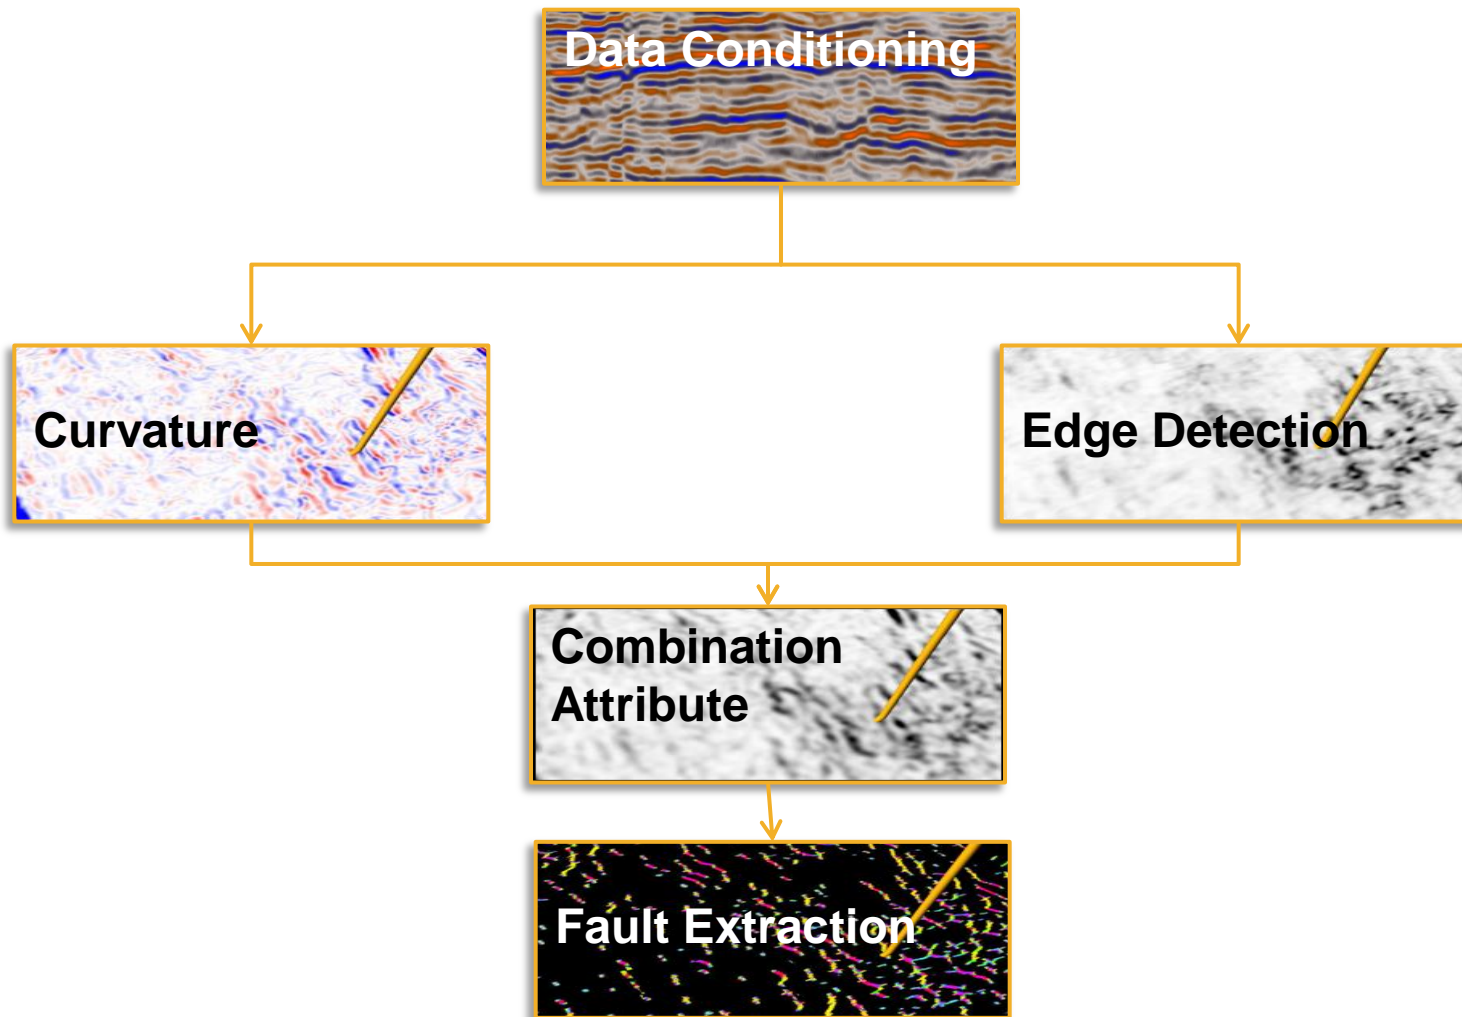 Data Conditioning
Curvature
Edge Detection
Combination
Attribute
Fault Extraction